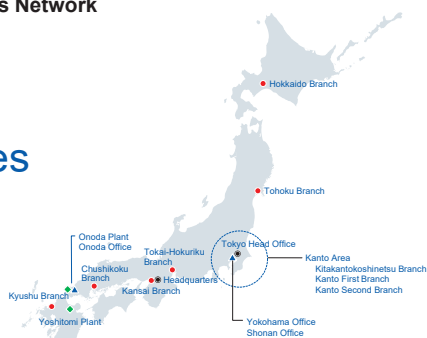 s Network
es
Hokkaido Branch
Tohoku Branch
Onoda Plant
Onoda Office
Tokai-Hokuriku
Branch
Tokyo Head Office
Kanto Area
Kitakantokoshinetsu Branch
Kanto First Branch
Kanto Second Branch
Chushikoku
Branch
Headquarters
Kansai Branch
Kyushu Branch
Yoshitomi Plant
Yokohama Office
Shonan Office